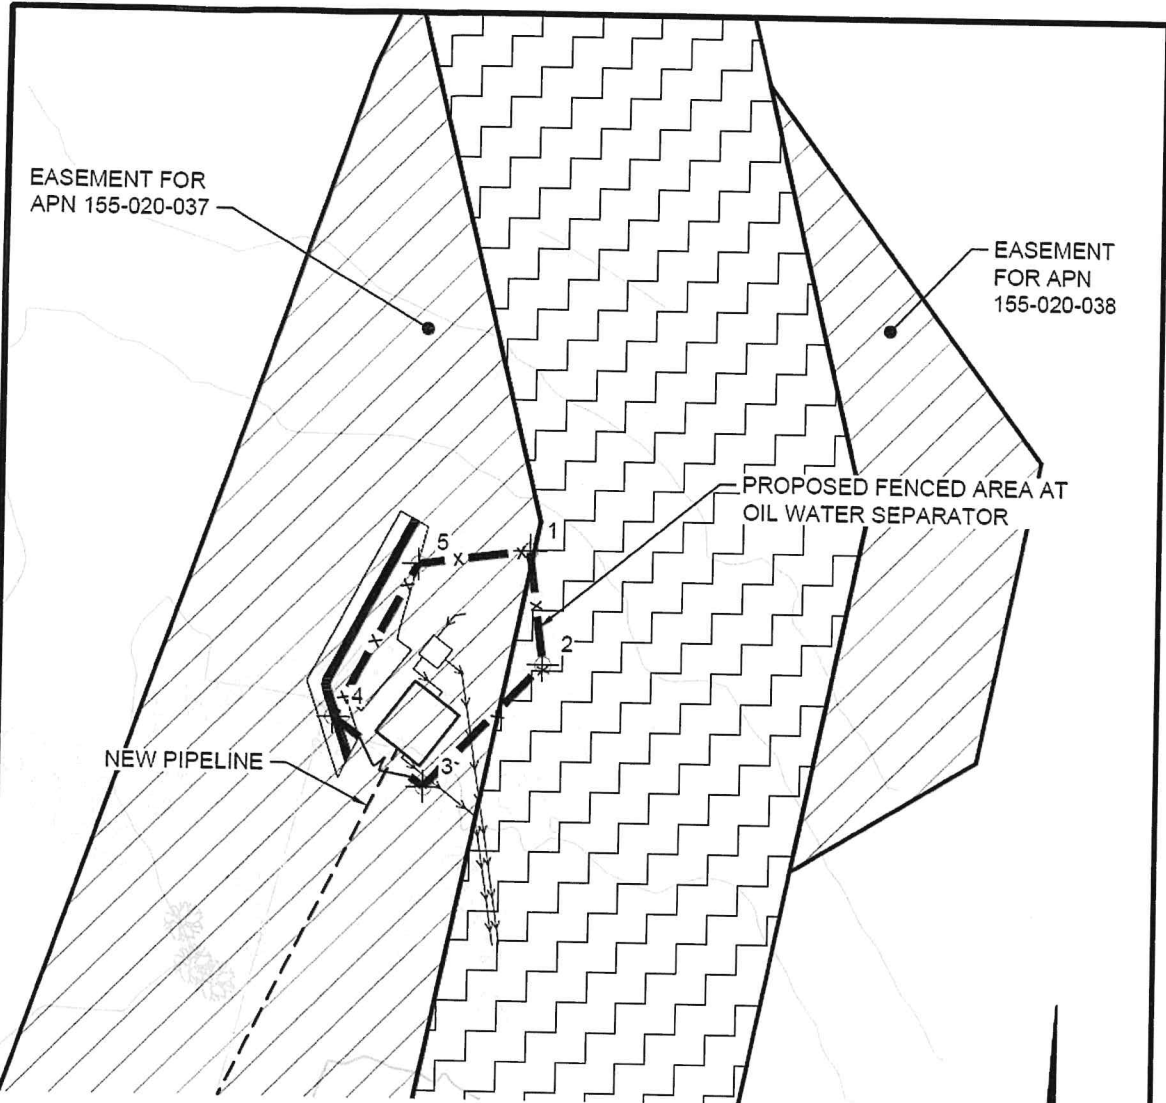 EASEMENT FOR
APN 155-020-037
EASEMENT
FOR APN
155-020-038
PROPOSED FENCED AREA AT
OIL WATER SEPARATOR
1
5
2
4
3
NEW PIPELINE